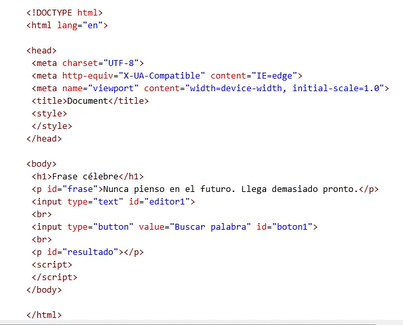 <!DOCTYPE html>
<html lang="en">
<head>
<meta charset="UTF-8">
<meta http-equiv="X-UA-Compatible" content="IE=edge">
<meta name="viewport" content="width=device-width, initial-scale=1.0">
<title>Document</title>
<style>
</style>
</head>
<body>
<h1>Frase célebre</h1>
<p id="frase">Nunca pienso en el futuro. Llega demasiado pronto.</p>
<input type="text" id="editor1">
<br>
<input type="button" value="Buscar palabra" id="boton1">
<br>
<p id="resultado"></p>
<script>
</script>
</body>
</html>